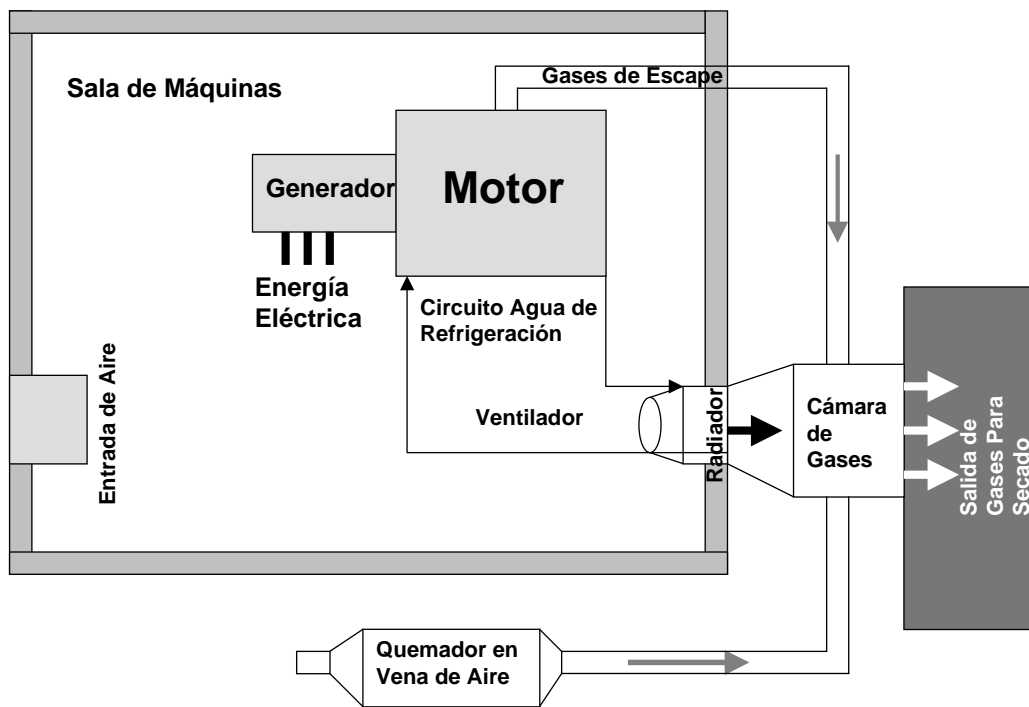 Gases de Escape
Sala de Máquinas
Motor
Generador
Energía
Eléctrica
Circuito Agua de
Refrigeración
Entrada de Aire
Ventilador
Radiador
Cámara
de
Gases
Salida de
Gases Para
Secado
Quemador en
Vena de Aire